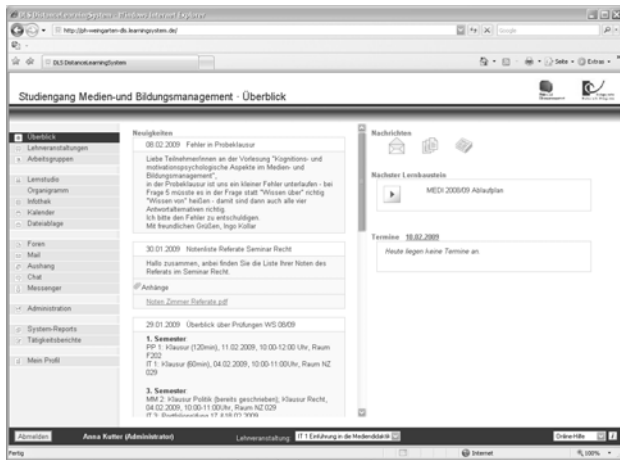 DLS DistanceLearningSystem - Windows Internet Explorer
http://ph-weingarten-dls.learningsystem.de/
Google
DLS DistanceLearningSystem
Seite
Extras
Studiengang Medien-und Bildungsmanagement · Überblick
Überblick
Lehrveranstaltungen
Arbeitsgruppen
Lernstudio
Organigramm
Infothek
Kalender
Dateiablage
Foren
Mail
Aushang
Chat
Messenger
Administration
System-Reports
Tätigkeitsberichte
Mein Profil
Neuigkeiten
08.02.2009 Fehler in Probeklausur
Liebe Teilnehmer/innen an der Vorlesung "Kognitions- und
motivationspsychologische Aspekte im Medien- und
Bildungsmanagement",
in der Probeklausur ist uns ein kleiner Fehler unterlaufen - bei
Frage 5 müsste es in der Frage statt "Wissen über" richtig
"Wissen von" heißen - damit sind dann auch alle vier
Antwortalternativen richtig.
Ich bitte den Fehler zu entschuldigen.
Mit freundlichen Grüßen, Ingo Kollar
30.01.2009 Notenliste Referate Seminar Recht
Hallo zusammen, anbei finden Sie die Liste Ihrer Noten des
Referats im Seminar Recht.
Anhänge
Noten Zimmer Referate.pdf
29.01.2009 Überblick über Prüfungen WS 08/09
1. Semester
PP 1: Klausur (120min), 11.02.2009, 10:00-12:00 Uhr, Raum
F202
IT 1: Klausur (60min), 04.02.2009, 10:00-11:00Uhr, Raum NZ
029
3. Semester
MM 2: Klausur Politik (bereits geschrieben); Klausur Recht,
04.02.2009, 10:00-11:00Uhr, Raum NZ 029
Nachrichten
Nächster Lernbaustein
MEDI 2008/09 Ablaufplan
Termine 10.02.2009
Heute liegen keine Termine an.
Abmelden
Anna Kutter (Administrator)
Lehrveranstaltung: IT 1 Einführung in die Mediendidaktik
Online-Hilfe
Fertig
Internet
100%